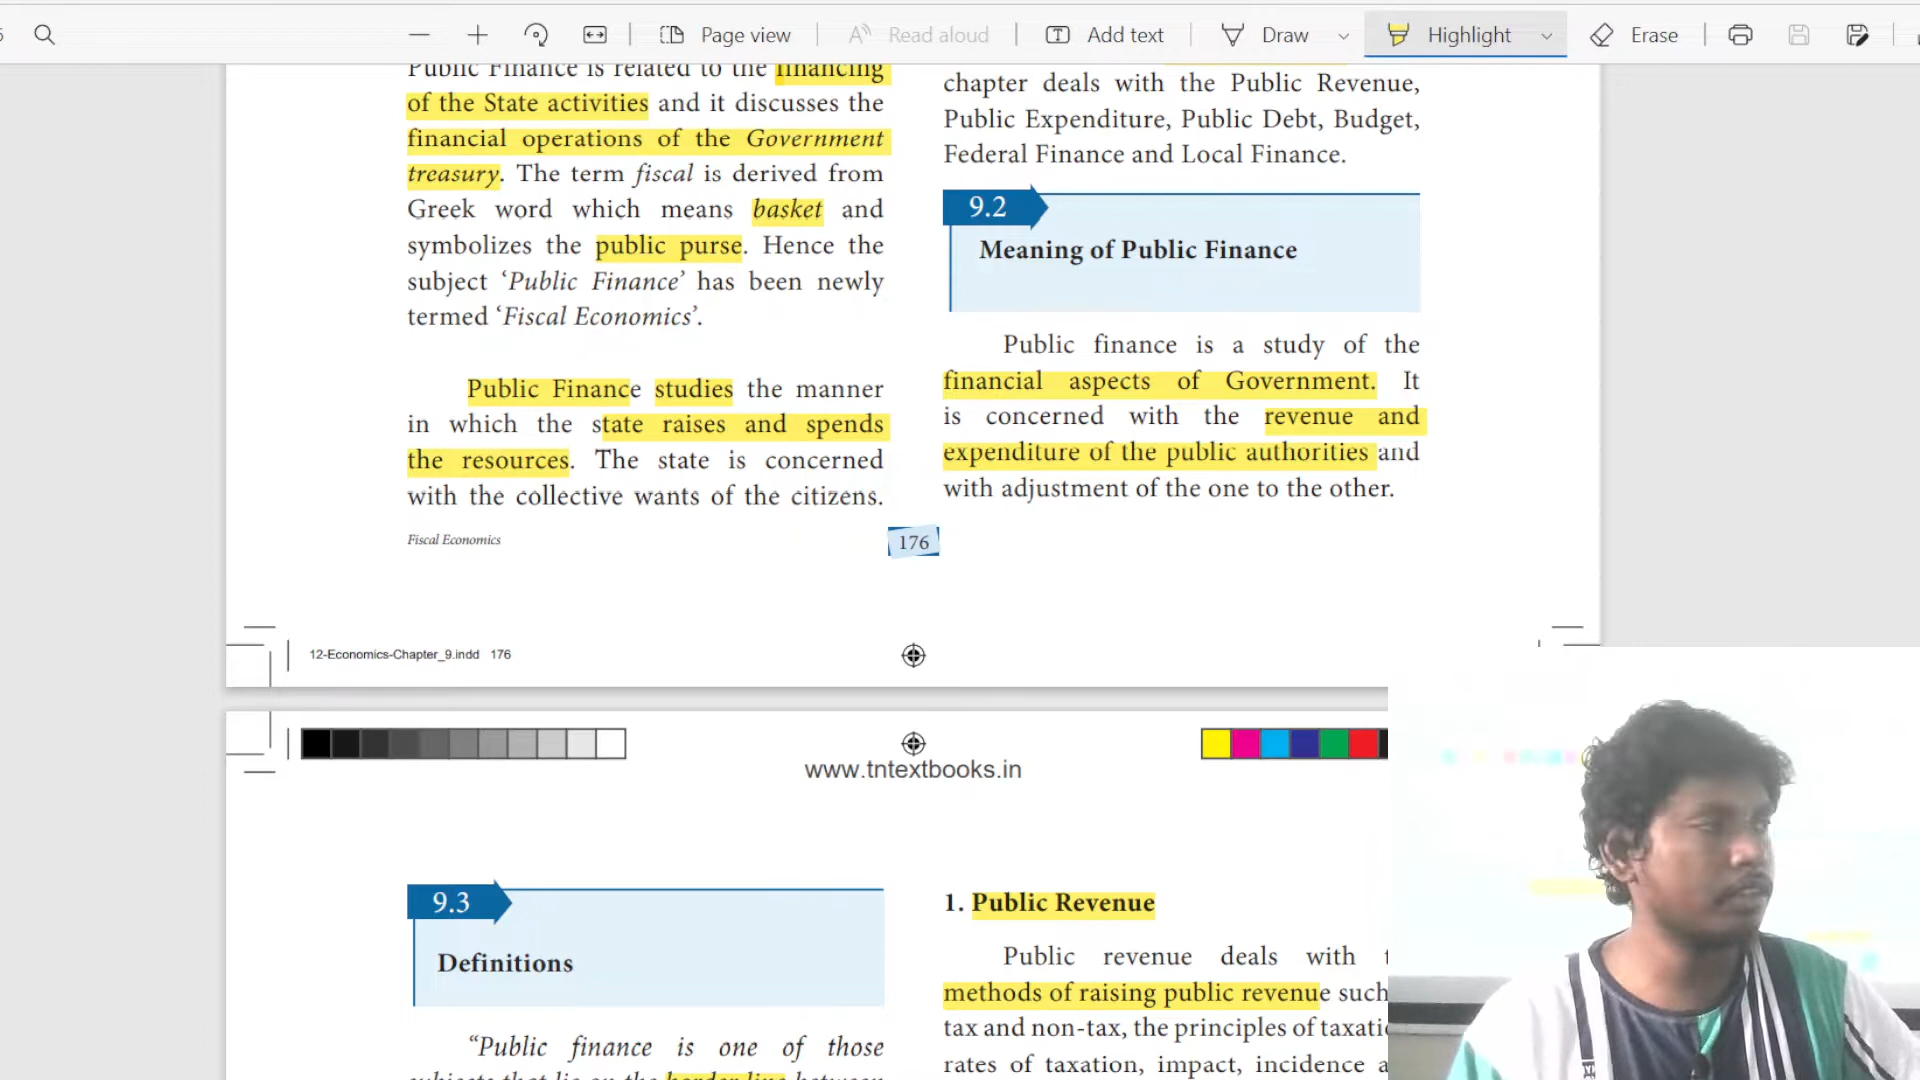 Page view
Read aloud
Add text
Draw
Highlight
Erase
Public Finance is related to the financing
of the State activities and it discusses the
financial operations of the Government
treasury. The term fiscal is derived from
Greek word which means basket and
symbolizes the public purse. Hence the
subject ‘Public Finance’ has been newly
termed ‘Fiscal Economics’.
Public Finance studies the manner
in which the state raises and spends
the resources. The state is concerned
with the collective wants of the citizens.
chapter deals with the Public Revenue,
Public Expenditure, Public Debt, Budget,
Federal Finance and Local Finance.
9.2
Meaning of Public Finance
Public finance is a study of the
financial aspects of Government. It
is concerned with the revenue and
expenditure of the public authorities and
with adjustment of the one to the other.
Fiscal Economics
176
12-Economics-Chapter_9.indd 176
www.tntextbooks.in
9.3
Definitions
“Public finance is one of those
subjects that lie on the border line between
1. Public Revenue
Public revenue deals with
methods of raising public revenue such
tax and non-tax, the principles of
rates of taxation, impact, incidence